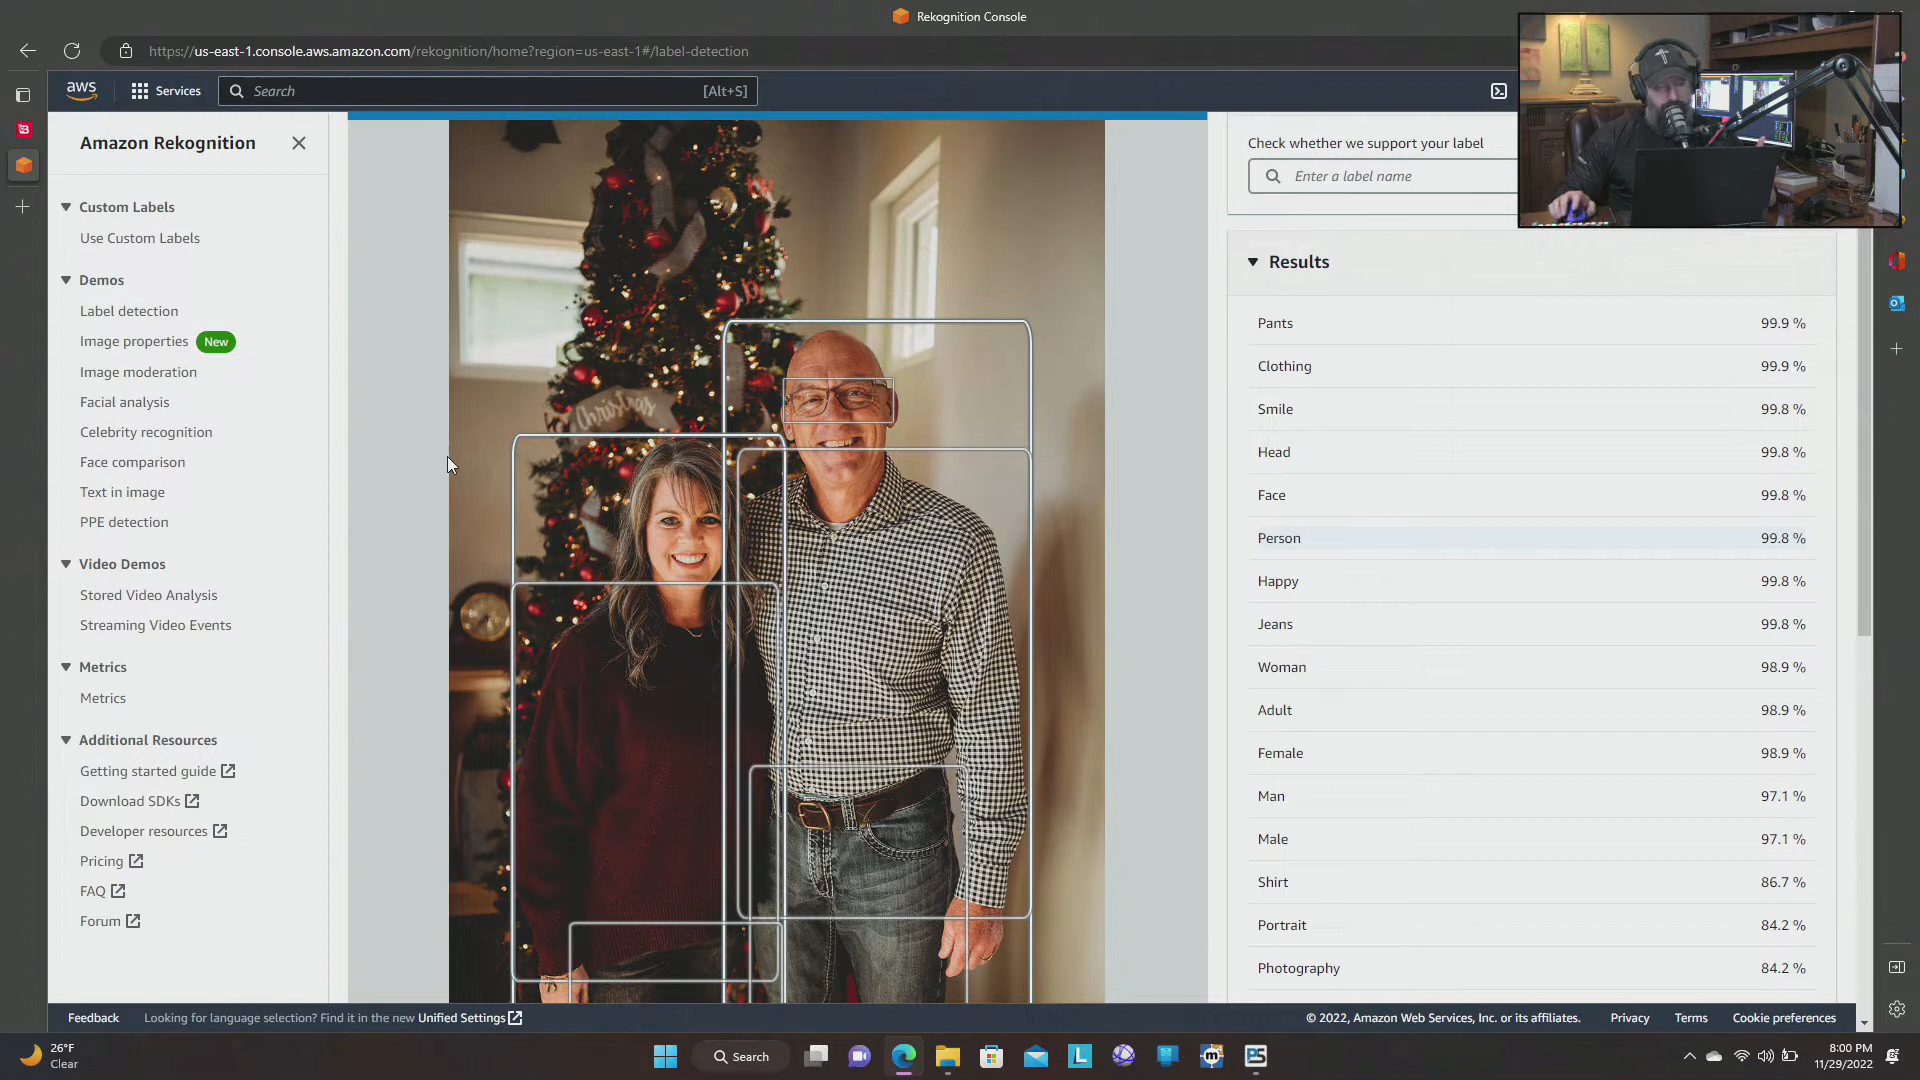 Rekognition Console
https://us-east-1.console.aws.amazon.com/rekognition/home?region=us-east-1#/label-detection
aws
Services
Search
[Alt+S]
Amazon Rekognition
Custom Labels
Use Custom Labels
Demos
Label detection
Image properties New
Image moderation
Facial analysis
Celebrity recognition
Face comparison
Text in image
PPE detection
Video Demos
Stored Video Analysis
Streaming Video Events
Metrics
Metrics
Additional Resources
Getting started guide
Download SDKs
Developer resources
Pricing
FAQ
Forum
Christmas
Check whether we support your label
Enter a label name
Results
Pants 99.9 %
Clothing 99.9 %
Smile 99.8 %
Head 99.8 %
Face 99.8 %
Person 99.8 %
Happy 99.8 %
Jeans 99.8 %
Woman 98.9 %
Adult 98.9 %
Female 98.9 %
Man 97.1 %
Male 97.1 %
Shirt 86.7 %
Portrait 84.2 %
Photography 84.2 %
Feedback
Looking for language selection? Find it in the new Unified Settings
© 2022, Amazon Web Services, Inc. or its affiliates.
Privacy
Terms
Cookie preferences
26°F
Clear
Search
8:00 PM
11/29/2022